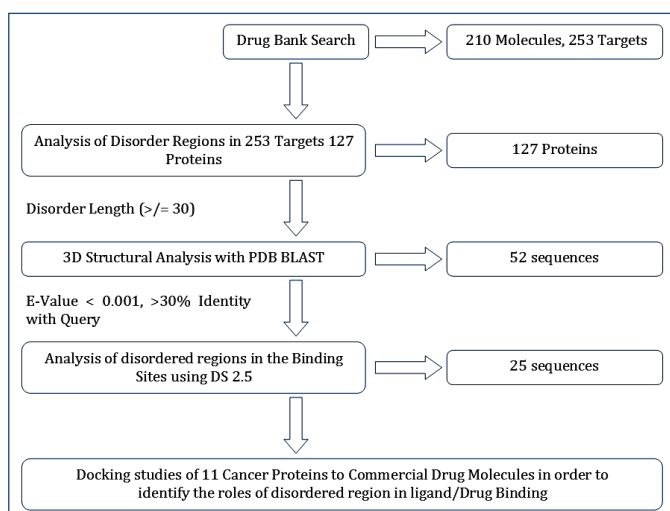 Drug Bank Search
210 Molecules, 253 Targets
Analysis of Disorder Regions in 253 Targets 127
Proteins
127 Proteins
Disorder Length (>/= 30)
3D Structural Analysis with PDB BLAST
52 sequences
E-Value < 0.001, >30% Identity
with Query
Analysis of disordered regions in the Binding
Sites using DS 2.5
25 sequences
Docking studies of 11 Cancer Proteins to Commercial Drug Molecules in order to
identify the roles of disordered region in ligand/Drug Binding